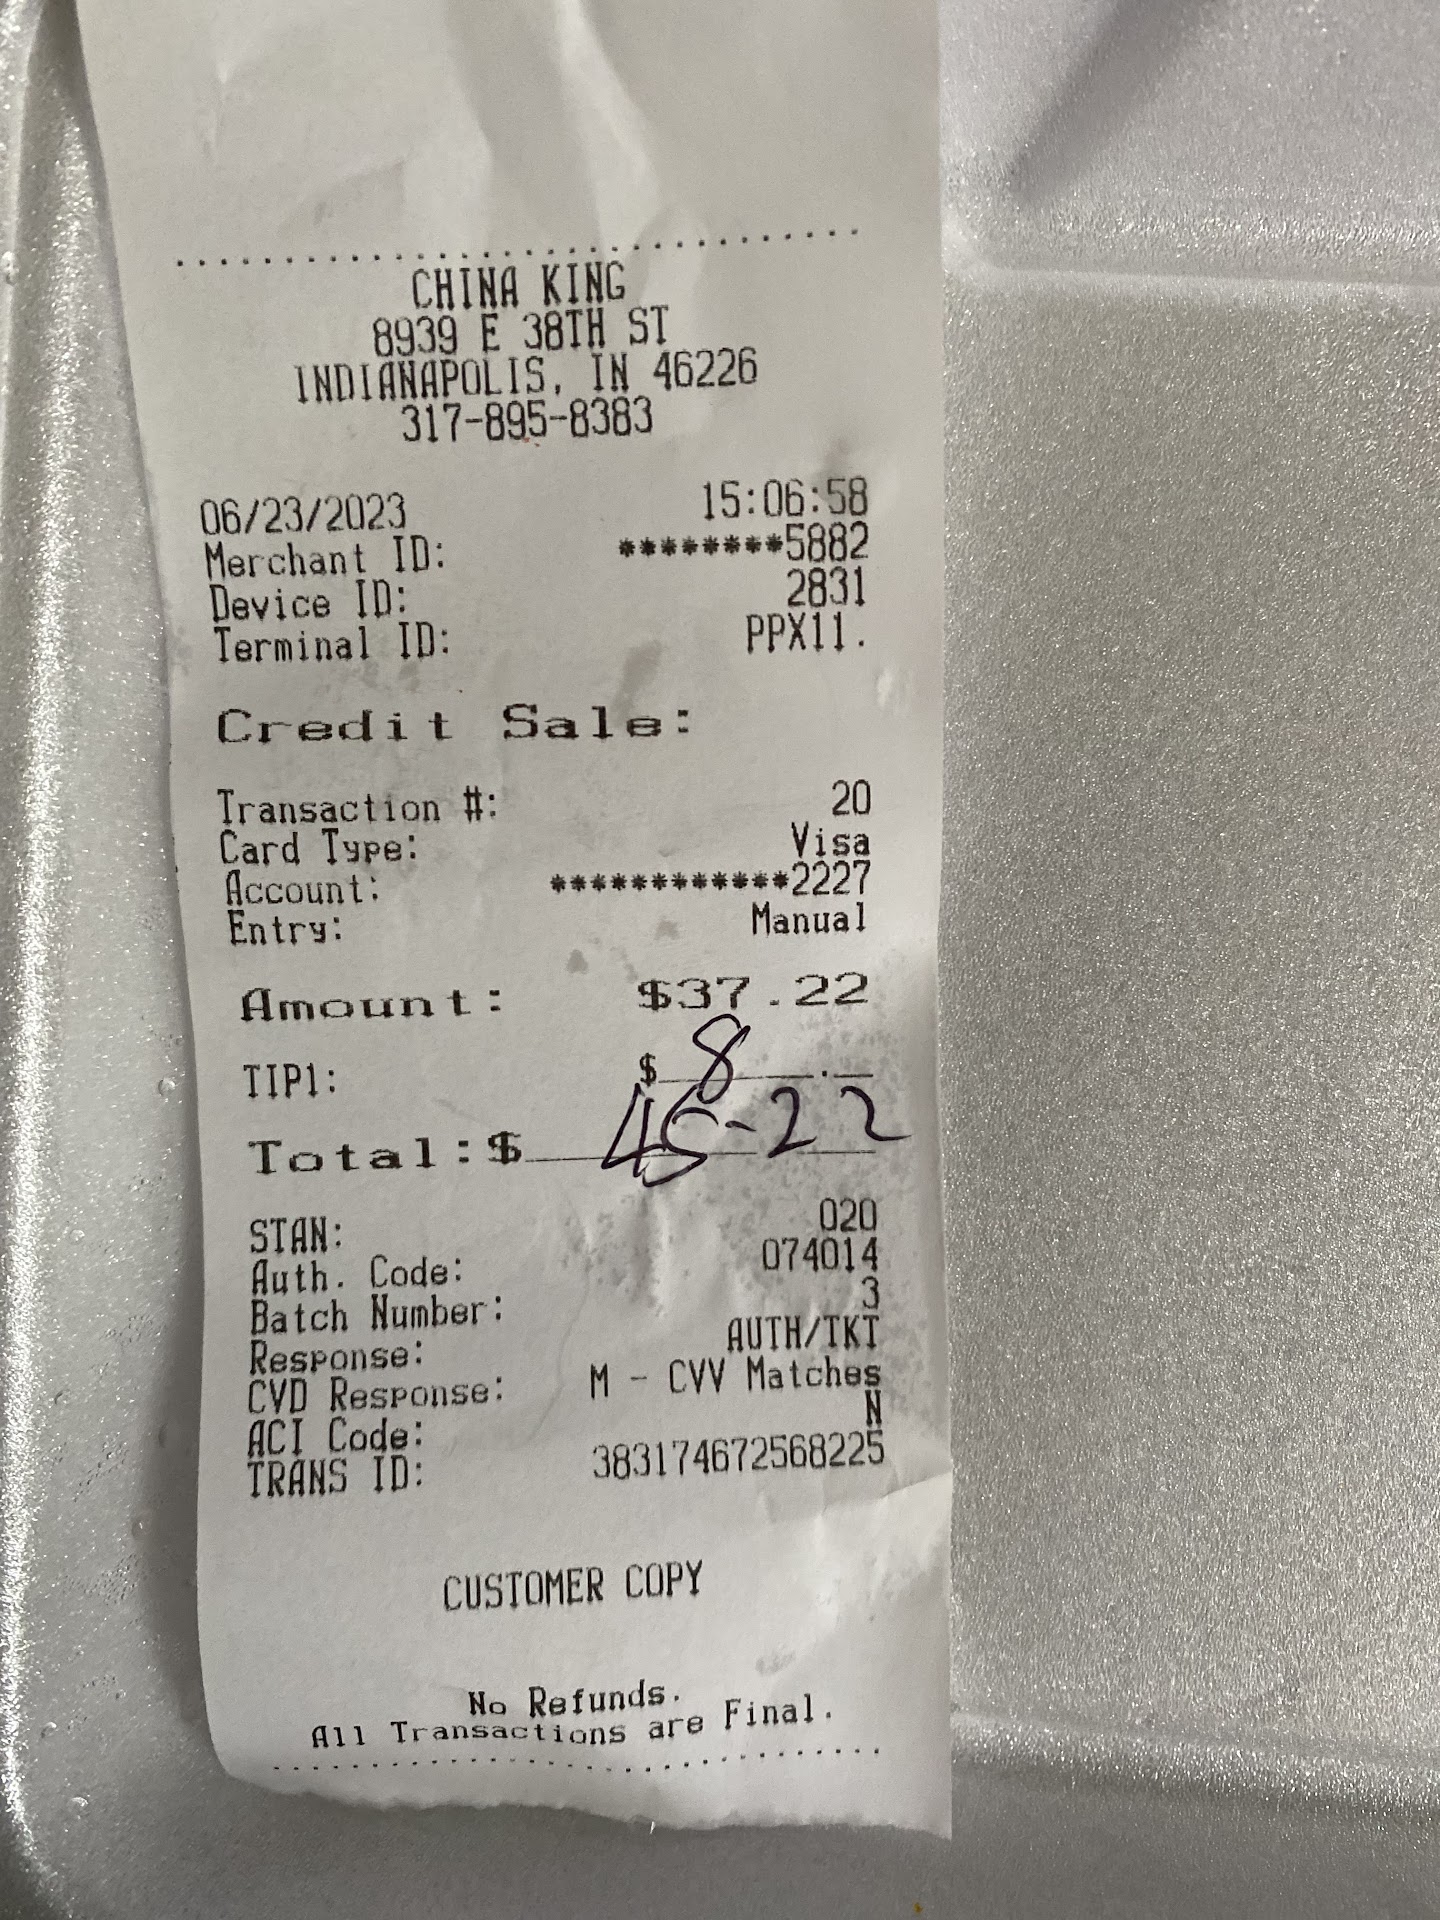 CHINA KING
8939 E 38TH ST
INDIANAPOLIS, IN 46226
317-895-8383
06/23/2023 15:06:58
Merchant ID: ********5882
Device ID: 2831
Terminal ID: PPX11.
Credit Sale:
Transaction #: 20
Card Type: Visa
Account: ************2227
Entry: Manual
Amount: $37.22
TIP1: $ 8 .
Total:$ 45-22
STAN: 020
Auth. Code: 074014
Batch Number: 3
Response: AUTH/TKT
CVD Response: M - CVV Matches
ACI Code: N
TRANS ID: 383174672568225
CUSTOMER COPY
No Refunds.
All Transactions are Final.